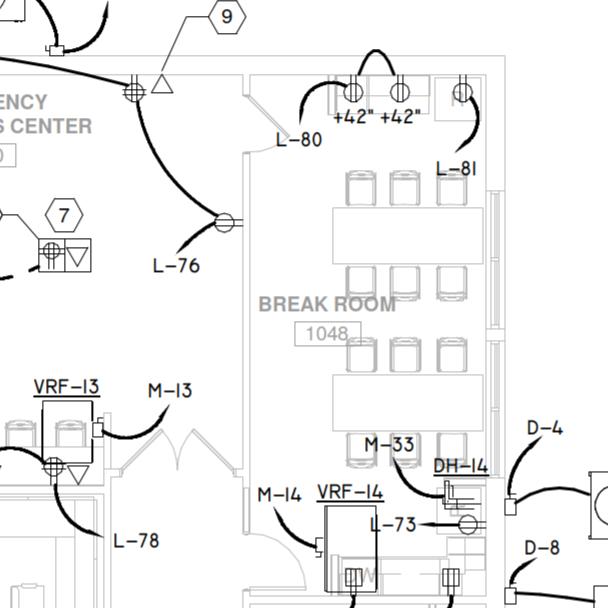 9
ENCY
S CENTER
0
L-80
+42" +42"
L-81
7
L-76
BREAK ROOM
1048
VRF-13
M-13
D-4
M-33
DH-14
M-14
VRF-14
L-73
L-78
D-8
DW